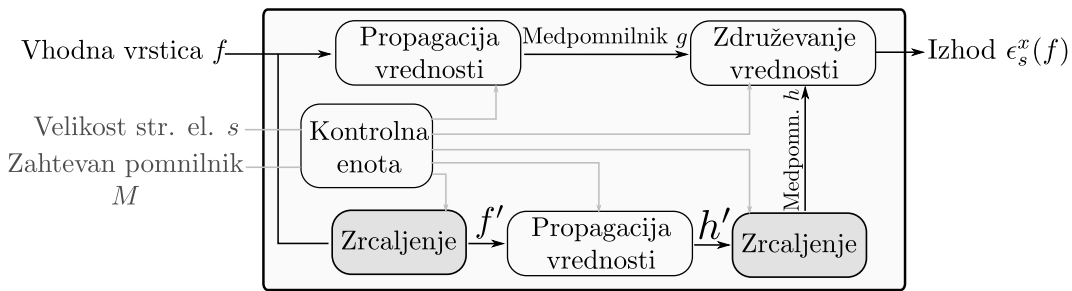 Vhodna vrstica f
Propagacija
vrednosti
Medpomnilnik g
Združevanje
vrednosti
Izhod ϵₛˣ(f)
Velikost str. el. s
Zahtevan pomnilnik
M
Kontrolna
enota
Medpomn. h
Zrcaljenje
f′
Propagacija
vrednosti
h′
Zrcaljenje